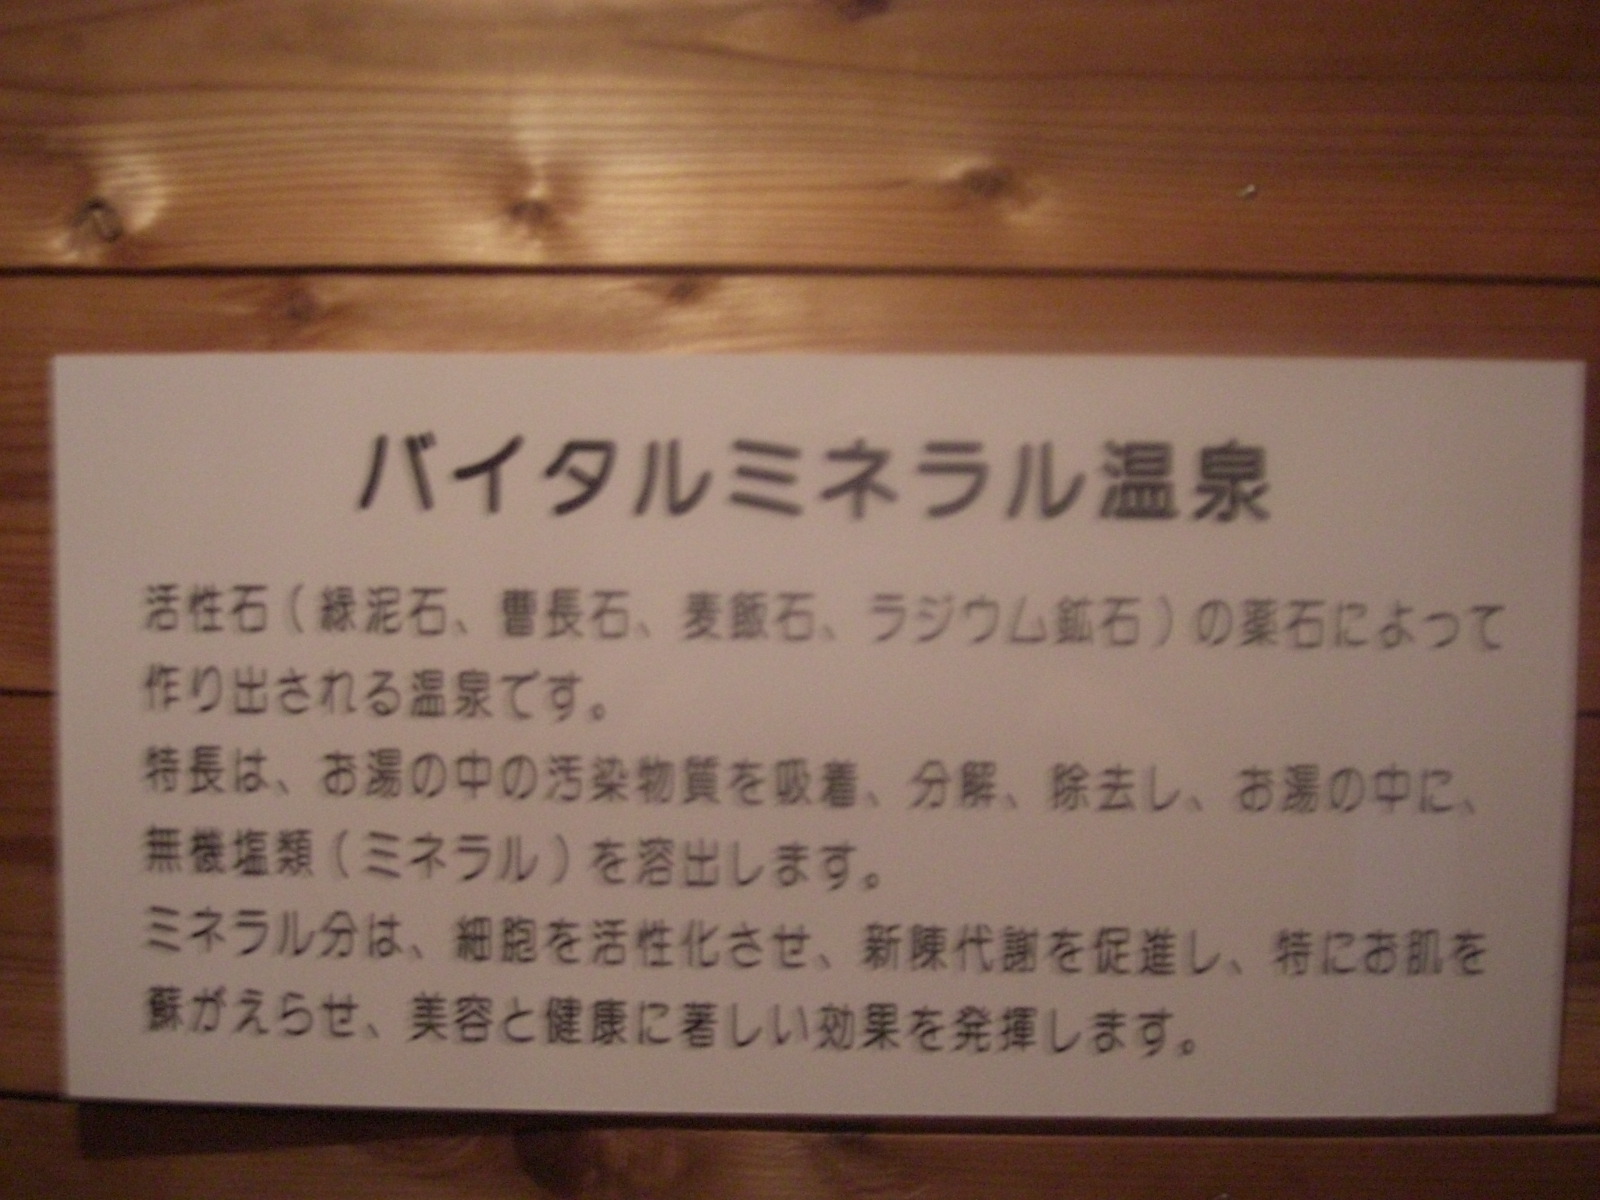 バイタルミネラル温泉
活性石（緑泥石、曹長石、麦飯石、ラジウム鉱石）の薬石によって
作り出される温泉です。
特長は、お湯の中の汚染物質を吸着、分解、除去し、お湯の中に、
無機塩類（ミネラル）を溶出します。
ミネラル分は、細胞を活性化させ、新陳代謝を促進し、特にお肌を
蘇がえらせ、美容と健康に著しい効果を発揮します。